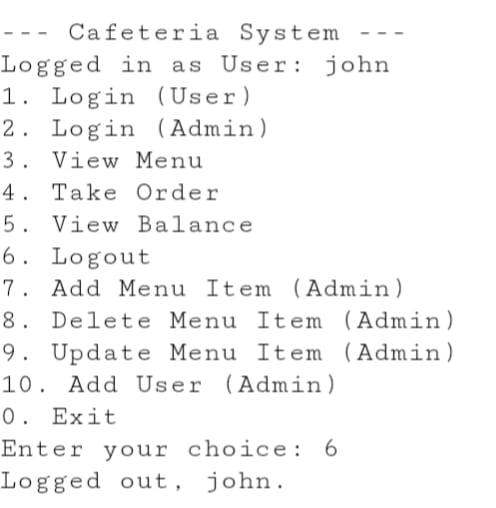 --- Cafeteria System ---
Logged in as User: john
1. Login (User)
2. Login (Admin)
3. View Menu
4. Take Order
5. View Balance
6. Logout
7. Add Menu Item (Admin)
8. Delete Menu Item (Admin)
9. Update Menu Item (Admin)
10. Add User (Admin)
0. Exit
Enter your choice: 6
Logged out, john.